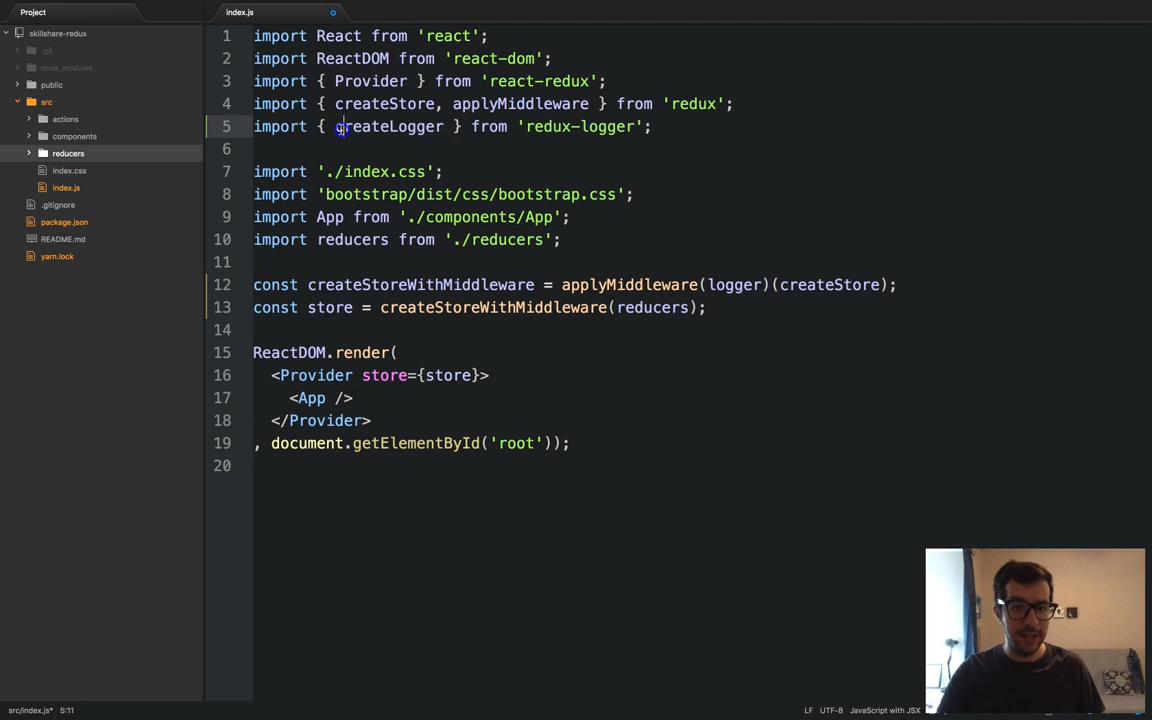 Project
skillshare-redux
.git
node_modules
public
src
actions
components
reducers
index.css
index.js
.gitignore
package.json
README.md
yarn.lock
index.js
1 import React from 'react';
2 import ReactDOM from 'react-dom';
3 import { Provider } from 'react-redux';
4 import { createStore, applyMiddleware } from 'redux';
5 import { createLogger } from 'redux-logger';
6
7 import './index.css';
8 import 'bootstrap/dist/css/bootstrap.css';
9 import App from './components/App';
10 import reducers from './reducers';
11
12 const createStoreWithMiddleware = applyMiddleware(logger)(createStore);
13 const store = createStoreWithMiddleware(reducers);
14
15 ReactDOM.render(
16 <Provider store={store}>
17 <App />
18 </Provider>
19 , document.getElementById('root'));
20
src/index.js* 5:11
LF UTF-8 JavaScript with JSX